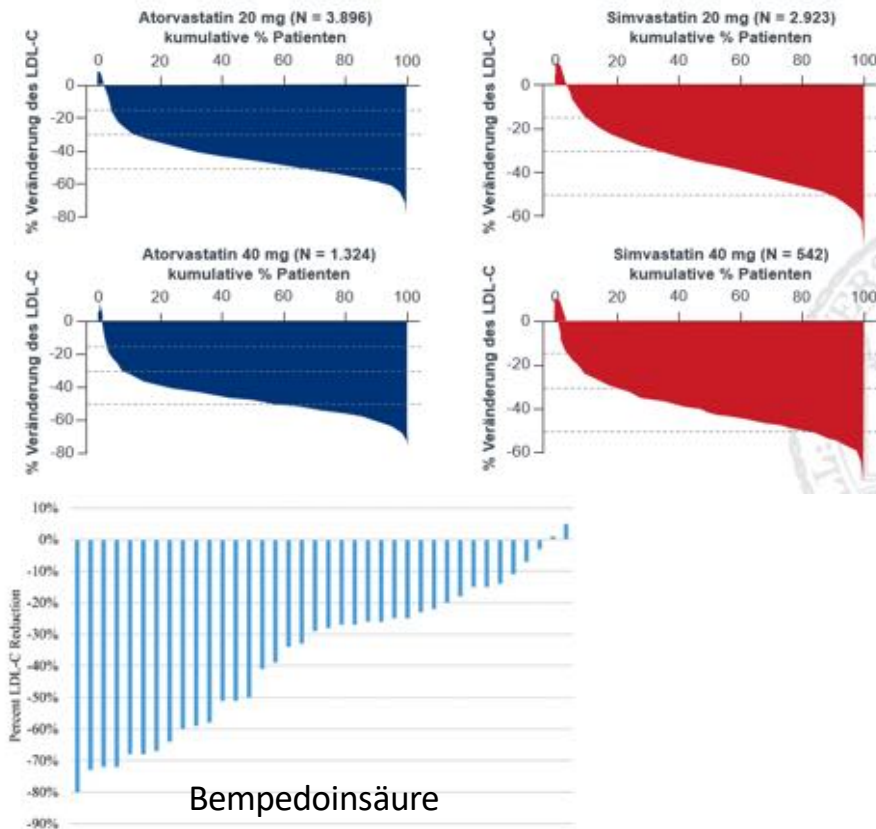 Atorvastatin 20 mg (N = 3.896)
kumulative % Patienten
0 20 40 60 80 100
% Veränderung des LDL-C
0
-20
-40
-60
-80
Simvastatin 20 mg (N = 2.923)
kumulative % Patienten
0 20 40 60 80 100
% Veränderung des LDL-C
0
-20
-40
-60
Atorvastatin 40 mg (N = 1.324)
kumulative % Patienten
0 20 40 60 80 100
% Veränderung des LDL-C
0
-20
-40
-60
-80
Simvastatin 40 mg (N = 542)
kumulative % Patienten
0 20 40 60 80 100
% Veränderung des LDL-C
0
-20
-40
-60
Percent LDL-C Reduction
10%
0%
-10%
-20%
-30%
-40%
-50%
-60%
-70%
-80%
-90%
Bempedoinsäure